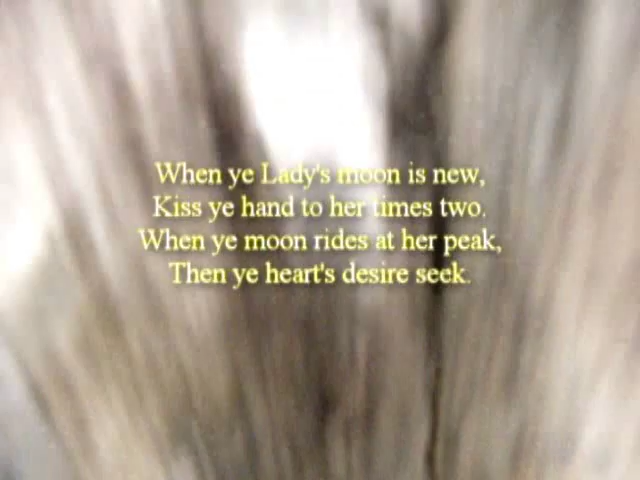 When ye Lady's moon is new,
Kiss ye hand to her times two.
When ye moon rides at her peak,
Then ye heart's desire seek.